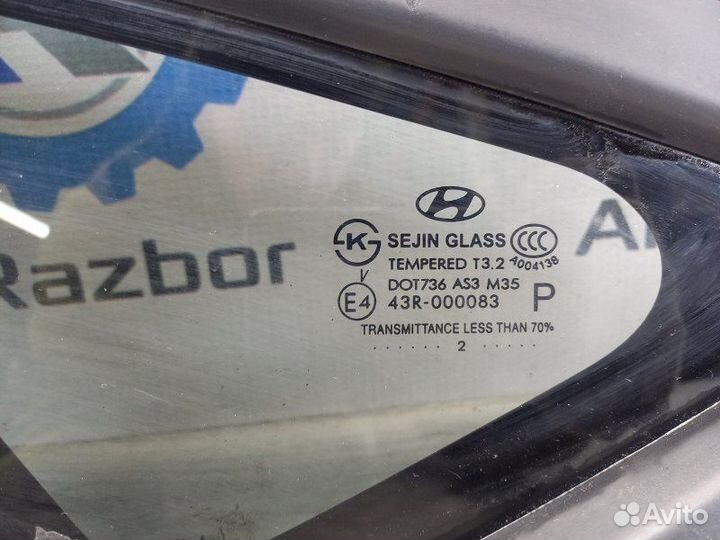 Razbor
SEJIN GLASS CCC
TEMPERED T3.2 A004138
V
DOT736 AS3 M35
E4 43R-000083 P
TRANSMITTANCE LESS THAN 70%
······· 2 ·······
Avito